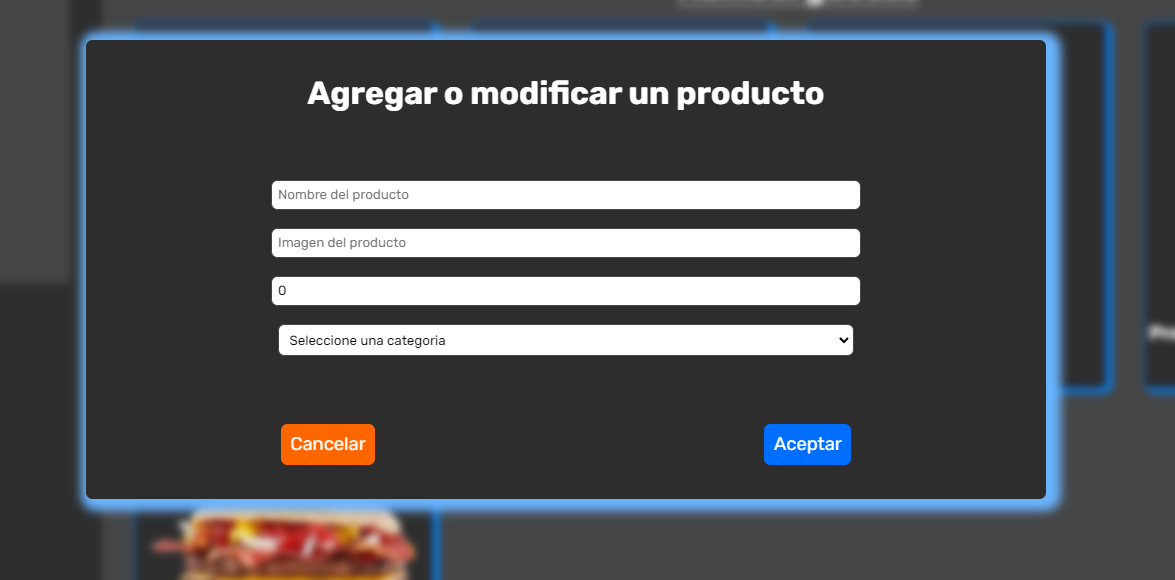 Agregar o modificar un producto
Nombre del producto
Imagen del producto
0
Seleccione una categoria
Cancelar
Aceptar